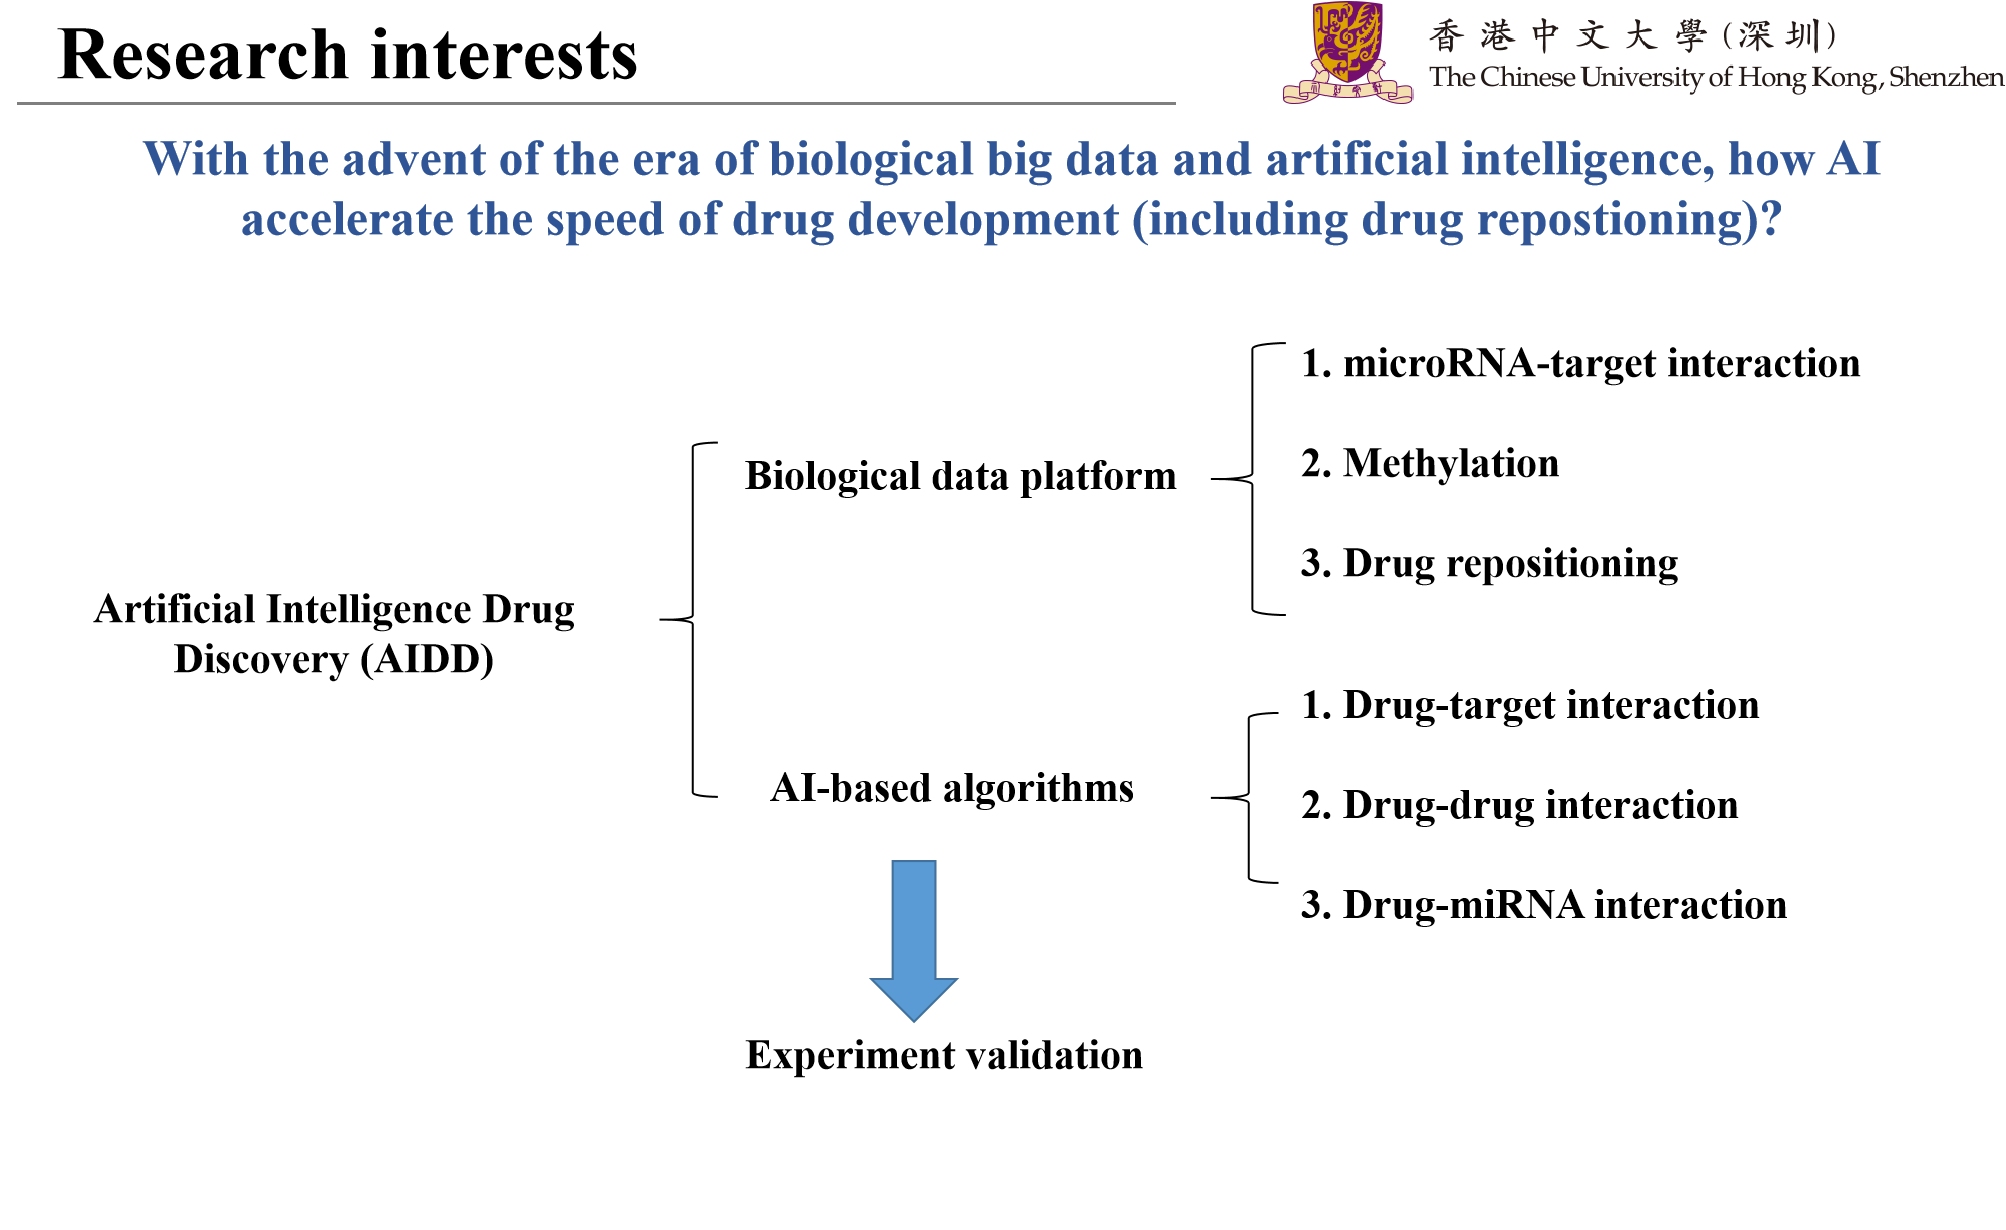 Research interests
香港中文大學(深圳)
The Chinese University of Hong Kong, Shenzhen
With the advent of the era of biological big data and artificial intelligence, how AI
accelerate the speed of drug development (including drug repostioning)?
Artificial Intelligence Drug
Discovery (AIDD)
Biological data platform
1. microRNA-target interaction
2. Methylation
3. Drug repositioning
AI-based algorithms
1. Drug-target interaction
2. Drug-drug interaction
3. Drug-miRNA interaction
Experiment validation